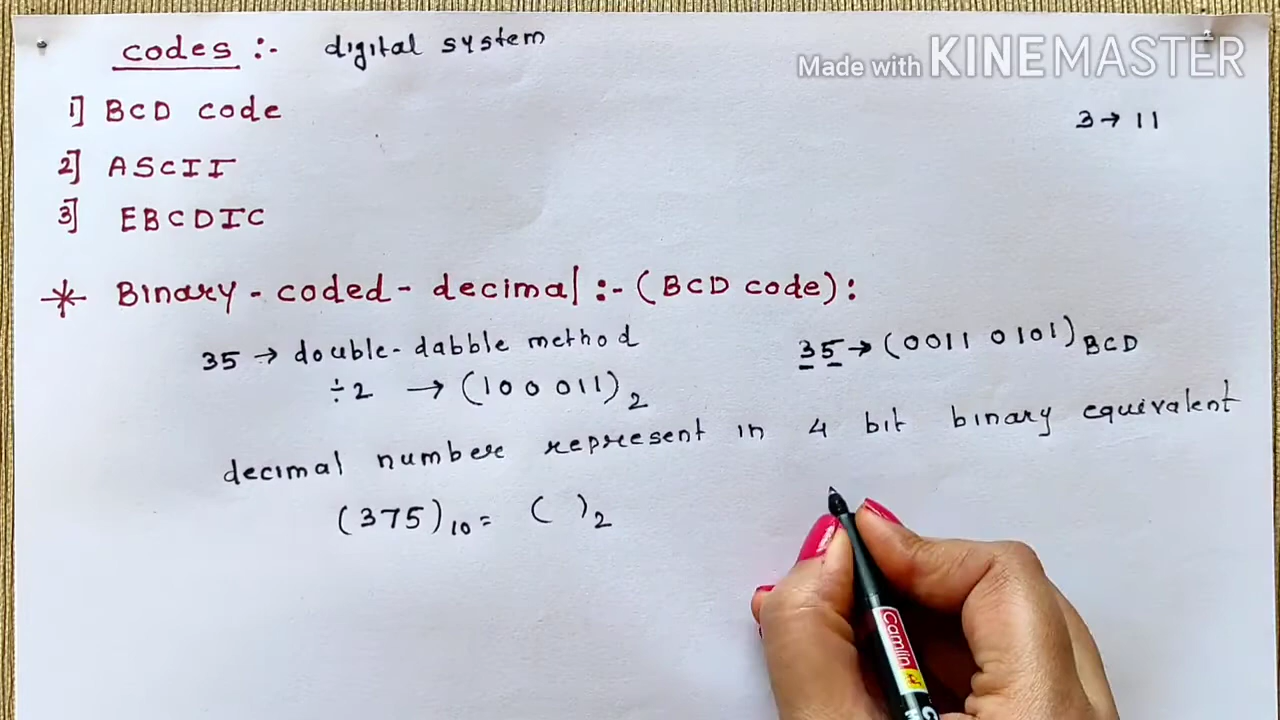 codes :- digital system
Made with KINEMASTER
1] BCD code
3 → 11
2] ASCII
3] EBCDIC
* Binary-coded-decimal :- (BCD code) :
35 → double-dabble method
35 → (0011 0101)BCD
÷2 → (100 011)2
decimal number represent in 4 bit binary equivalent
(375)10 = ( )2
Camlin